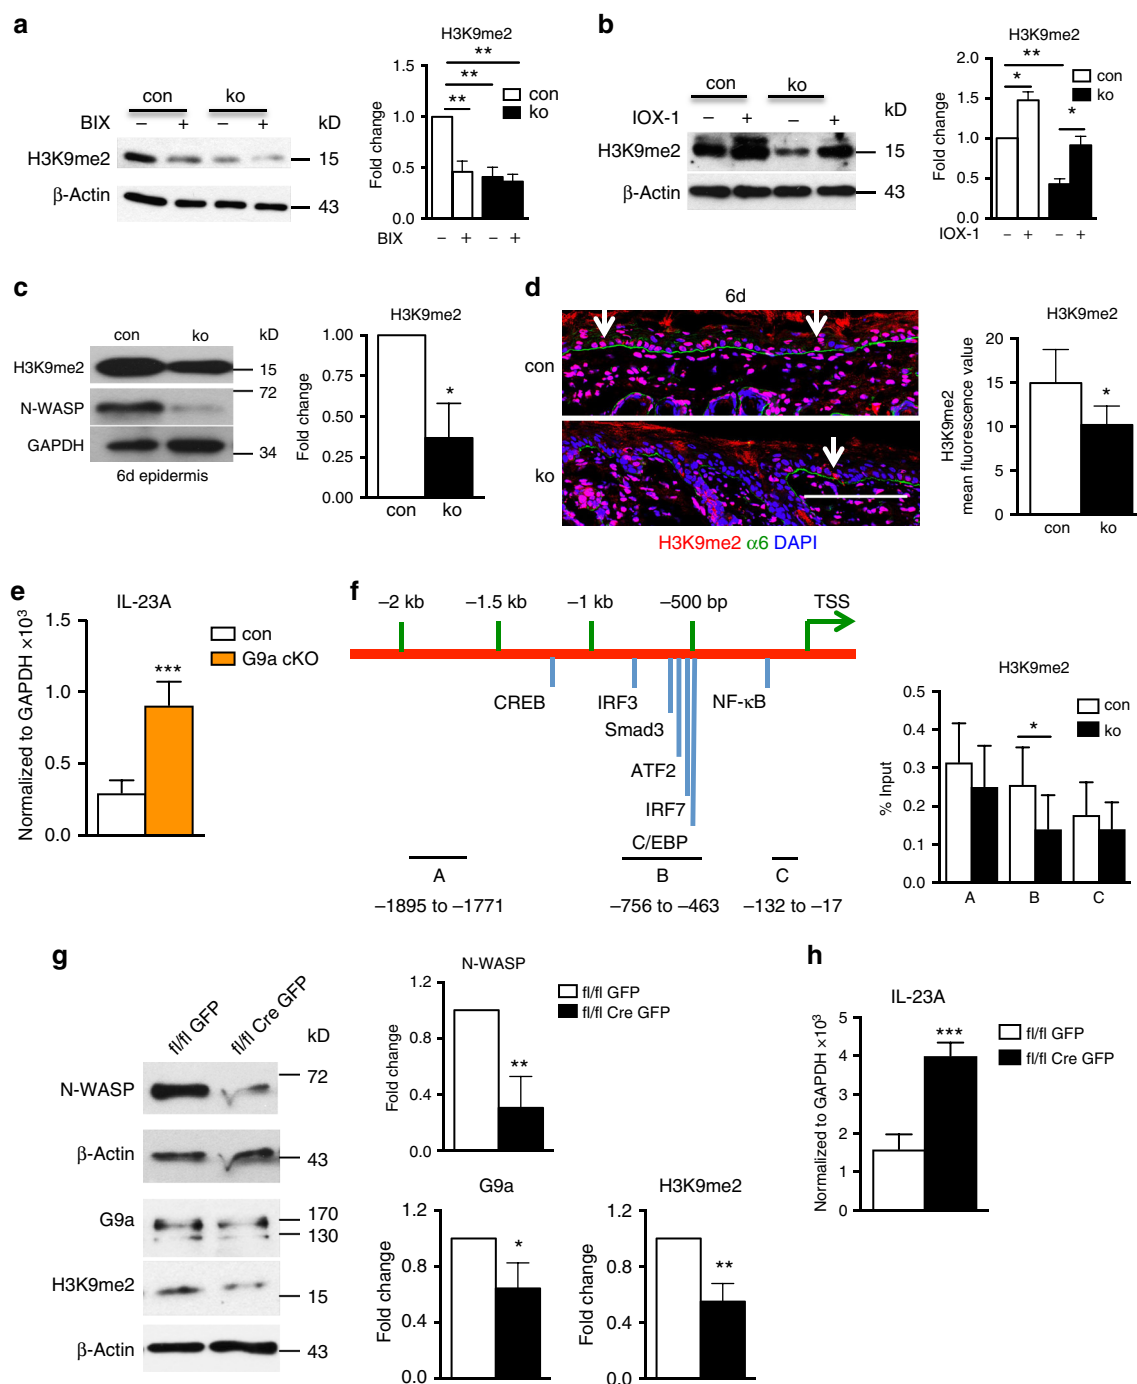 a
con
ko
BIX
– + – +
kD
H3K9me2
15
β-Actin
43
H3K9me2
Fold change
1.5
1.0
0.5
0.0
**
**
**
con
ko
BIX
– + – +
b
con
ko
IOX-1
– + – +
kD
H3K9me2
15
β-Actin
43
H3K9me2
Fold change
2.0
1.5
1.0
0.5
0.0
**
*
*
con
ko
IOX-1
– + – +
c
con
ko
kD
H3K9me2
15
72
N-WASP
GAPDH
34
6d epidermis
H3K9me2
Fold change
1.00
0.75
0.50
0.25
0.00
*
con
ko
d
6d
con
ko
H3K9me2 α6 DAPI
H3K9me2
H3K9me2
mean fluorescence value
20
15
10
5
0
*
con
ko
e
IL-23A
Normalized to GAPDH ×10³
1.5
1.0
0.5
0.0
***
con
G9a cKO
f
–2 kb
–1.5 kb
–1 kb
–500 bp
TSS
CREB
IRF3
NF-κB
Smad3
ATF2
IRF7
C/EBP
A
B
C
–1895 to –1771
–756 to –463
–132 to –17
H3K9me2
% Input
0.5
0.4
0.3
0.2
0.1
0.0
*
con
ko
A
B
C
g
fl/fl GFP
fl/fl Cre GFP
kD
N-WASP
72
β-Actin
43
G9a
170
130
H3K9me2
15
β-Actin
43
N-WASP
Fold change
1.2
0.8
0.4
0.0
**
fl/fl GFP
fl/fl Cre GFP
G9a
Fold change
1.2
0.8
0.4
0.0
*
H3K9me2
Fold change
1.2
0.8
0.4
0.0
**
h
IL-23A
Normalized to GAPDH ×10³
5
4
3
2
1
0
***
fl/fl GFP
fl/fl Cre GFP